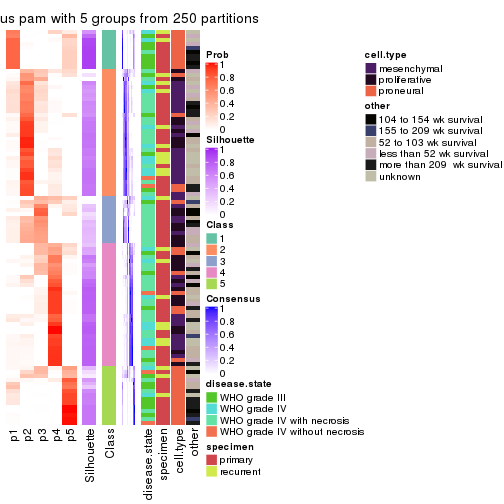 us pam with 5 groups from 250 partitions
Prob
1
0.8
0.6
0.4
0.2
0
Silhouette
1
0.8
0.6
0.4
0.2
0
Class
1
2
3
4
5
Consensus
1
0.8
0.6
0.4
0.2
0
disease.state
WHO grade III
WHO grade IV
WHO grade IV with necrosis
WHO grade IV without necrosis
specimen
primary
recurrent
cell.type
mesenchymal
proliferative
proneural
other
104 to 154 wk survival
155 to 209 wk survival
52 to 103 wk survival
less than 52 wk survival
more than 209  wk survival
unknown
p1
p2
p3
p4
p5
Silhouette
Class
disease.state
specimen
cell.type
other